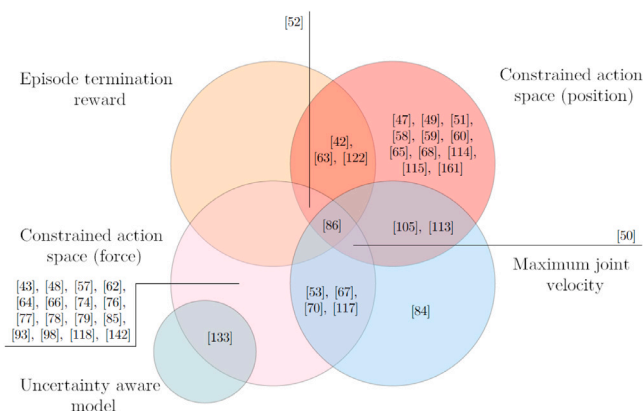 [52]
Episode termination
reward
Constrained action
space (position)
[47], [49], [51],
[58], [59], [60],
[65], [68], [114],
[115], [161]
[42],
[63], [122]
[86]
[105], [113]
[50]
Constrained action
space (force)
Maximum joint
velocity
[43], [48], [57], [62],
[64], [66], [74], [76],
[77], [78], [79], [85],
[93], [98], [118], [142]
[53], [67],
[70], [117]
[84]
[133]
Uncertainty aware
model